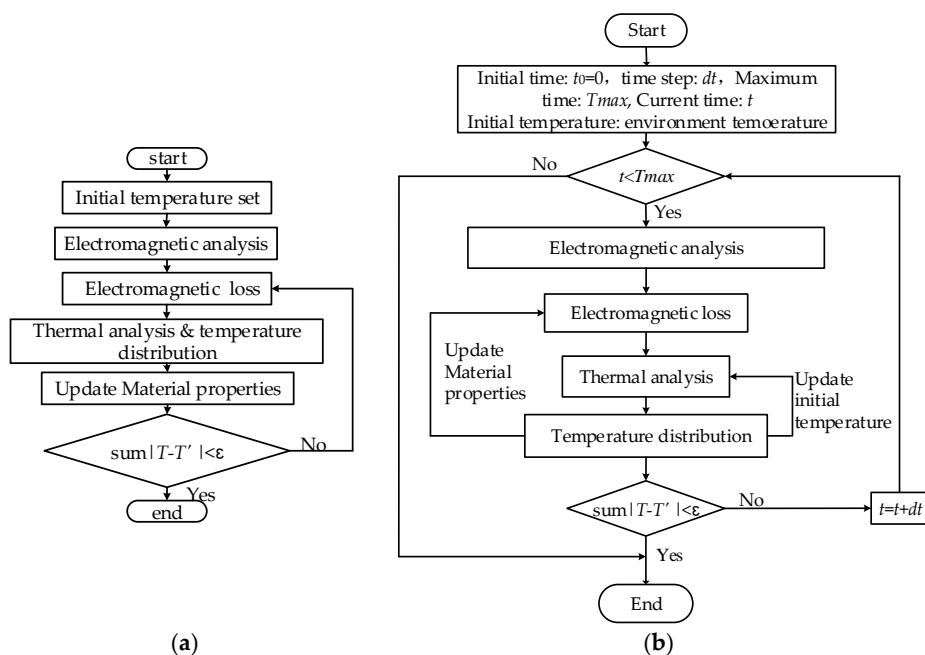 start
Initial temperature set
Electromagnetic analysis
Electromagnetic loss
Thermal analysis & temperature
distribution
Update Material properties
sum|T-T′|<ε
No
Yes
end
(a)
Start
Initial time: t0=0, time step: dt, Maximum
time: Tmax, Current time: t
Initial temperature: environment temoerature
No
t<Tmax
Yes
Electromagnetic analysis
Electromagnetic loss
Update
Material
properties
Thermal analysis
Update
initial
temperature
Temperature distribution
sum|T-T′|<ε
No
t=t+dt
Yes
End
(b)